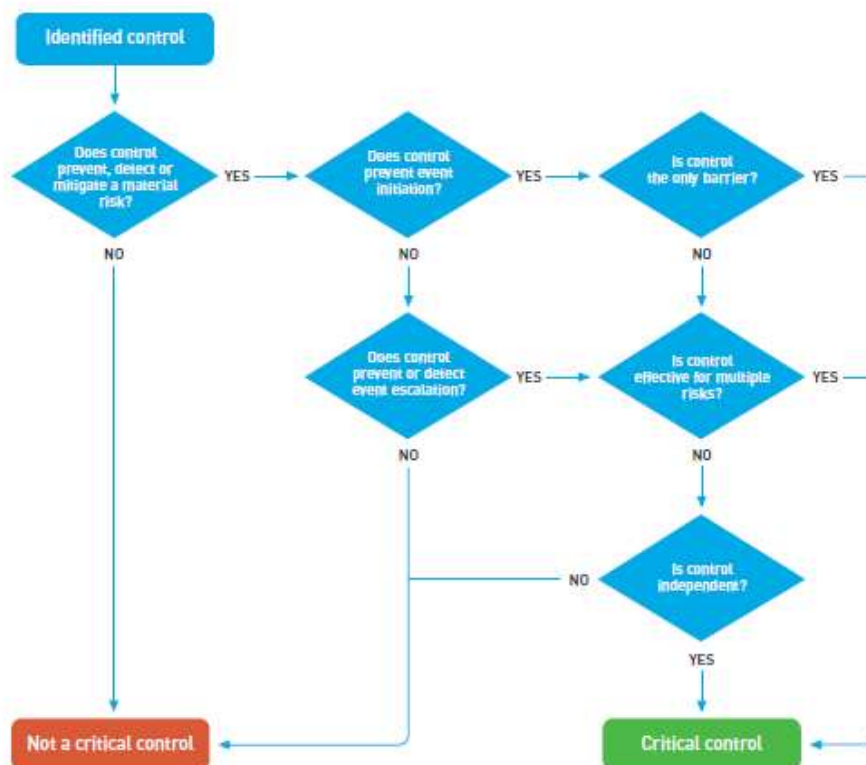 Identified control
Does control
prevent, detect or
mitigate a material
risk?
YES
Does control
prevent event
initiation?
YES
Is control
the only barrier?
YES
NO
NO
NO
Does control
prevent or detect
event escalation?
YES
Is control
effective for multiple
risks?
YES
NO
NO
Is control
independent?
NO
YES
Not a critical control
Critical control